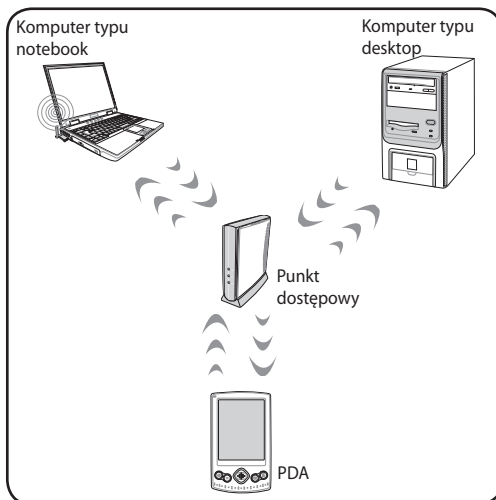 Komputer typu
notebook
Komputer typu
desktop
Punkt
dostępowy
PDA